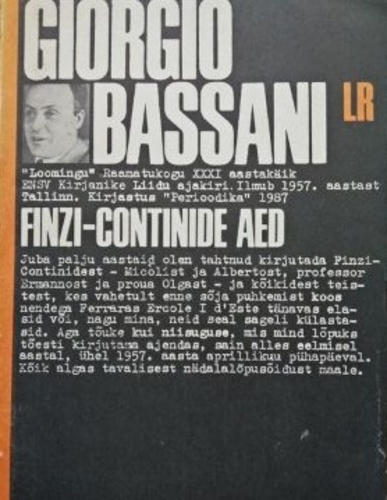 GIORGIO
BASSANI
LR
"Loomingu" Raamatukogu XXXI aastakäik
ENSV Kirjanike Liidu ajakiri.Ilmub 1957. aastast
Tallinn. Kirjastus "Perioodika" 1987
FINZI-CONTINIDE AED
Juba palju aastaid olen tahtnud kirjutada Finzi-
Continidest - Micòlist ja Albertost, professor
Ermannost ja proua Olgast - ja kõikidest teis-
test, kes vahetult enne sõja puhkemist koos
nendega Ferraras Ercole I d'Este tänavas ela-
sid või, nagu mina, neid seal sageli külasta-
sid. Aga tõuke kui niisuguse, mis mind lõpuks
tõesti kirjutama ajendas, sain alles eelmisel
aastal, ühel 1957. aasta aprillikuu pühapäeval.
Kõik algas tavalisest nädalalõpusõidust maale.